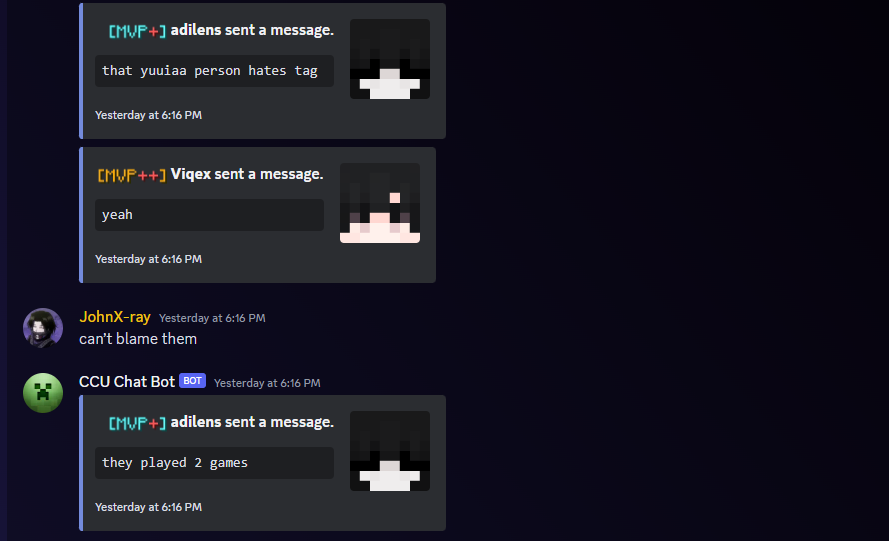 [MVP+] adilens sent a message.
that yuuiaa person hates tag
Yesterday at 6:16 PM
[MVP++] Viqex sent a message.
yeah
Yesterday at 6:16 PM
JohnX-ray Yesterday at 6:16 PM
can't blame them
CCU Chat Bot BOT Yesterday at 6:16 PM
[MVP+] adilens sent a message.
they played 2 games
Yesterday at 6:16 PM